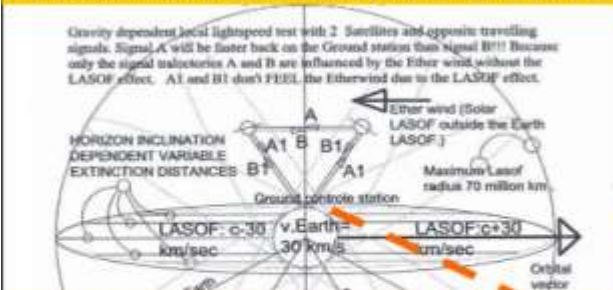 Gravity dependent local lightspeed test with 2 Satellites and opposite travelling
signals. Signal A will be faster back on the Ground station than signal B!!! Because
only the signal trajectories A and B are influenced by the Ether wind without the
LASOF effect. A1 and B1 don't FEEL the Etherwind due to the LASOF effect.
A
Ether wind (Solar
LASOF outside the Earth
LASOF.)
HORIZON INCLINATION
DEPENDENT VARIABLE
EXTINCTION DISTANCES
A1 B B1
B1 A1
Maximum Lasof
radius 70 million km
Ground controle station
LASOF: c-30
km/sec
v.Earth=
30 km/s
LASOF:c+30
km/sec
Orbital
vector
Earth